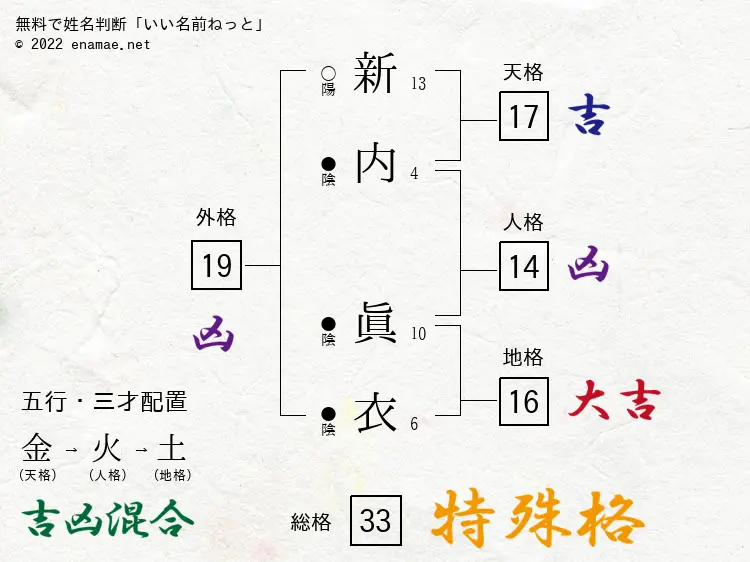 無料で姓名判断「いい名前ねっと」
© 2022 enamae.net
○陽 新 13
●陰 内 4
●陰 眞 10
●陰 衣 6
天格
17 吉
人格
14 凶
地格
16 大吉
外格
19
凶
五行・三才配置
金 → 火 → 土
(天格) (人格) (地格)
吉凶混合
総格 33 特殊格